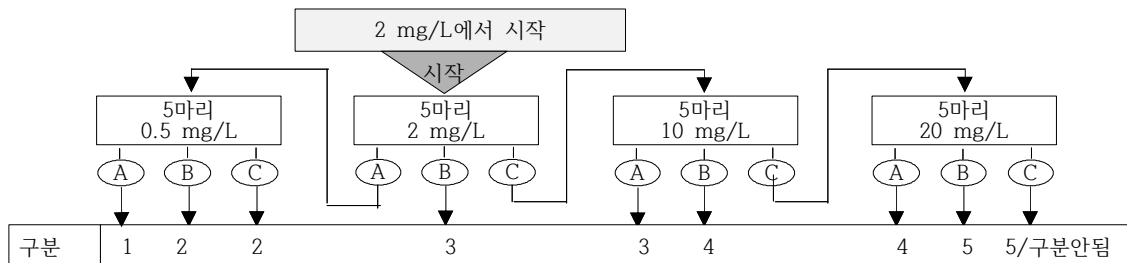 2 mg/L에서 시작
시작
5마리
0.5 mg/L
5마리
2 mg/L
5마리
10 mg/L
5마리
20 mg/L
A B C A B C A B C A B C
구분 1 2 2 3 3 4 4 5 5/구분안됨